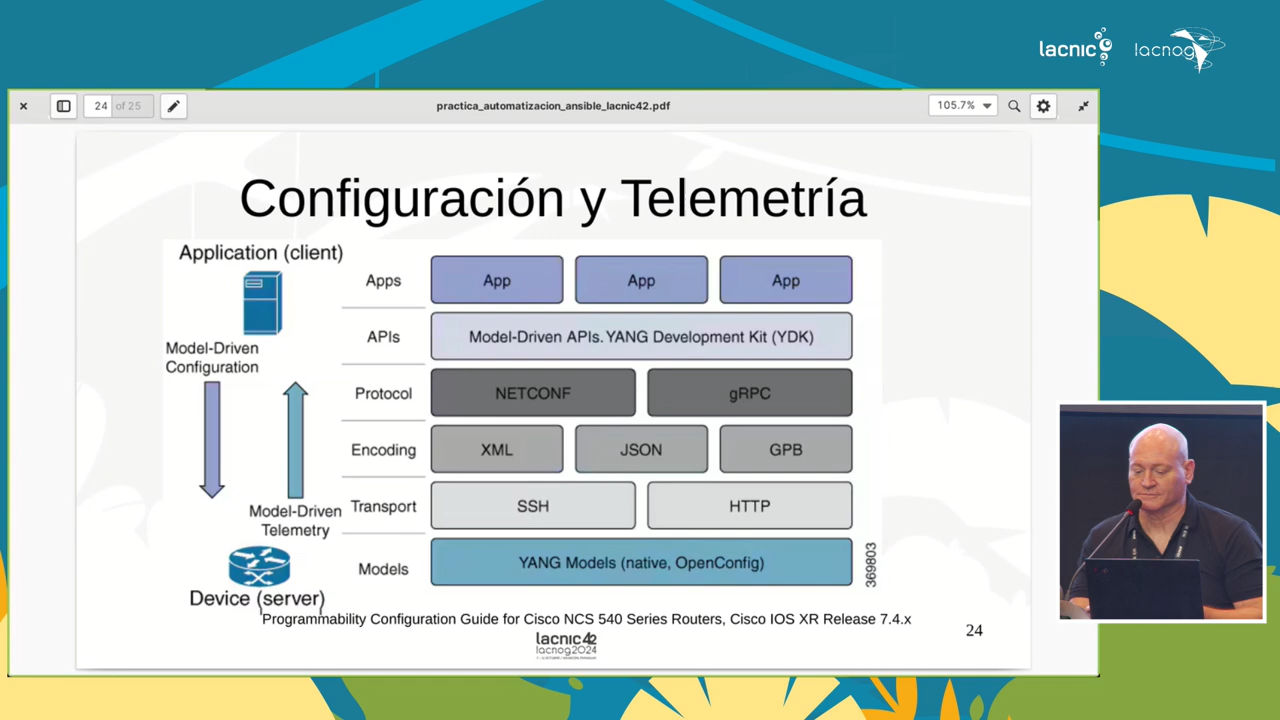 lacnic
lacnog
24 of 25
practica_automatizacion_ansible_lacnic42.pdf
105.7%
Configuración y Telemetría
Application (client)
Model-Driven
Configuration
Model-Driven
Telemetry
Device (server)
Apps
App
App
App
APIs
Model-Driven APIs. YANG Development Kit (YDK)
Protocol
NETCONF
gRPC
Encoding
XML
JSON
GPB
Transport
SSH
HTTP
Models
YANG Models (native, OpenConfig)
369803
Programmability Configuration Guide for Cisco NCS 540 Series Routers, Cisco IOS XR Release 7.4.x
lacnic42
lacnog2024
24